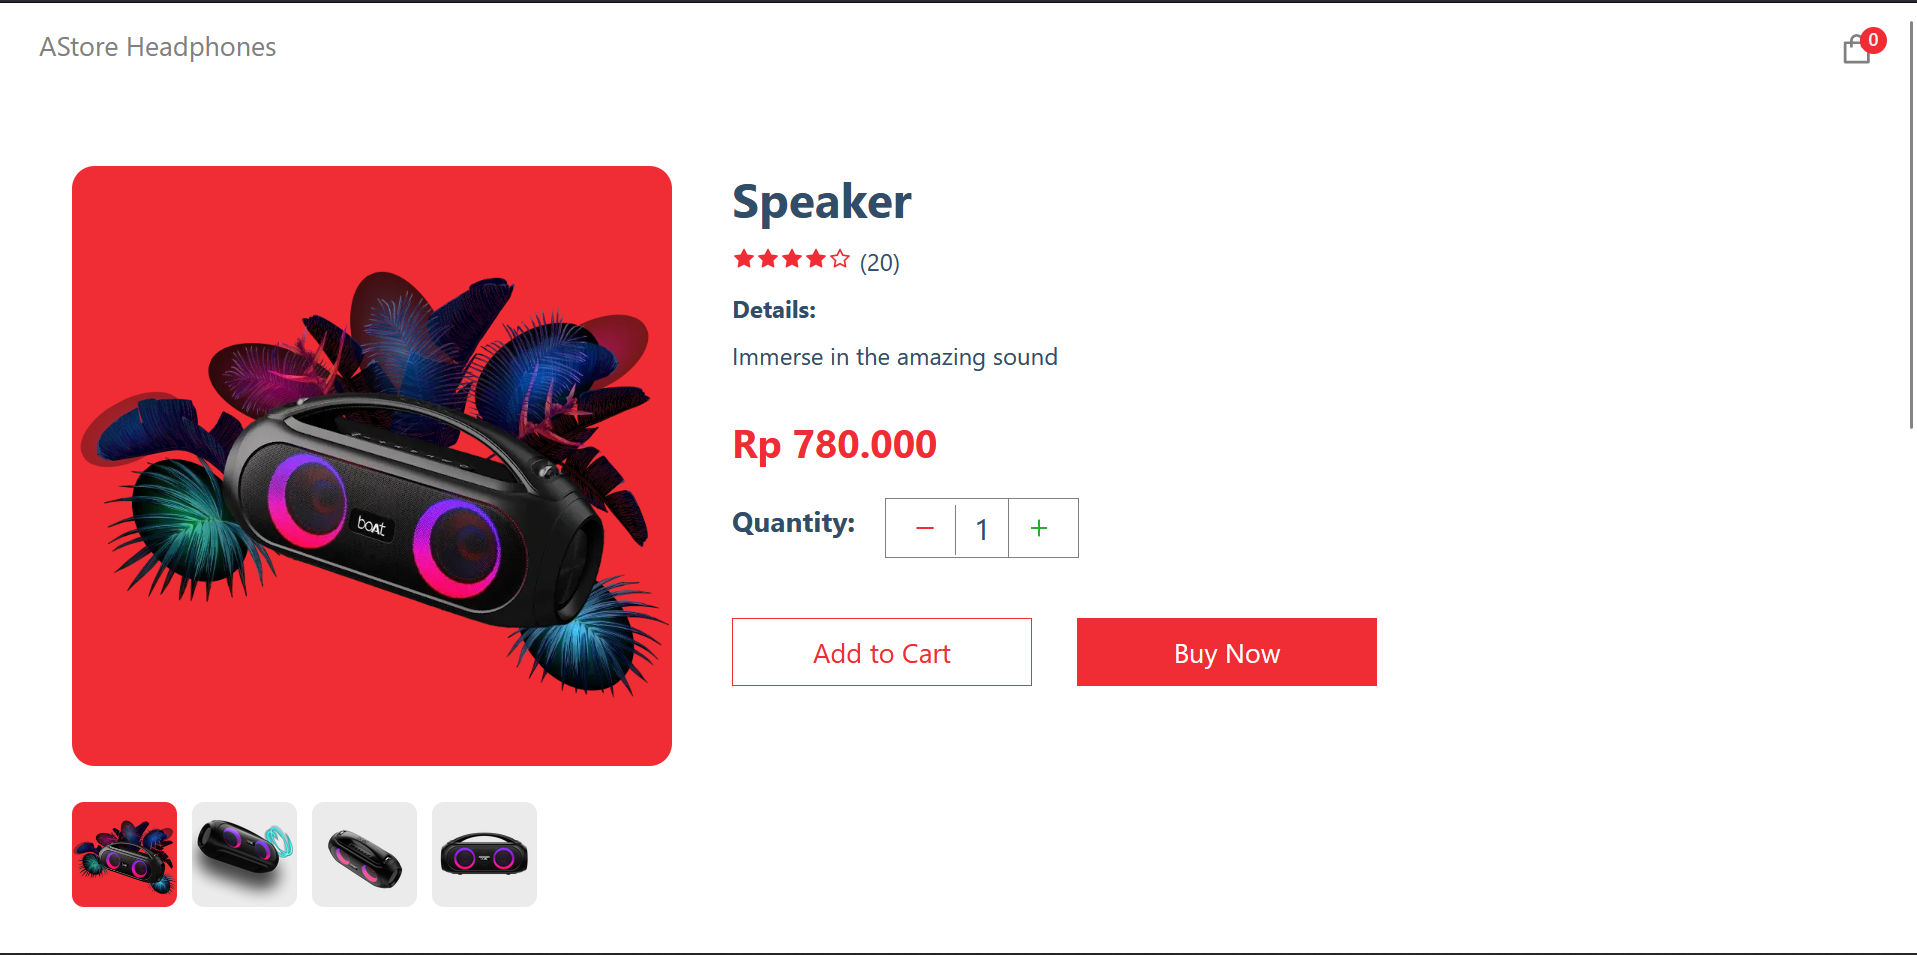 AStore Headphones
0
boAt
Speaker
(20)
Details:
Immerse in the amazing sound
Rp 780.000
Quantity:
− 1 +
Add to Cart
Buy Now